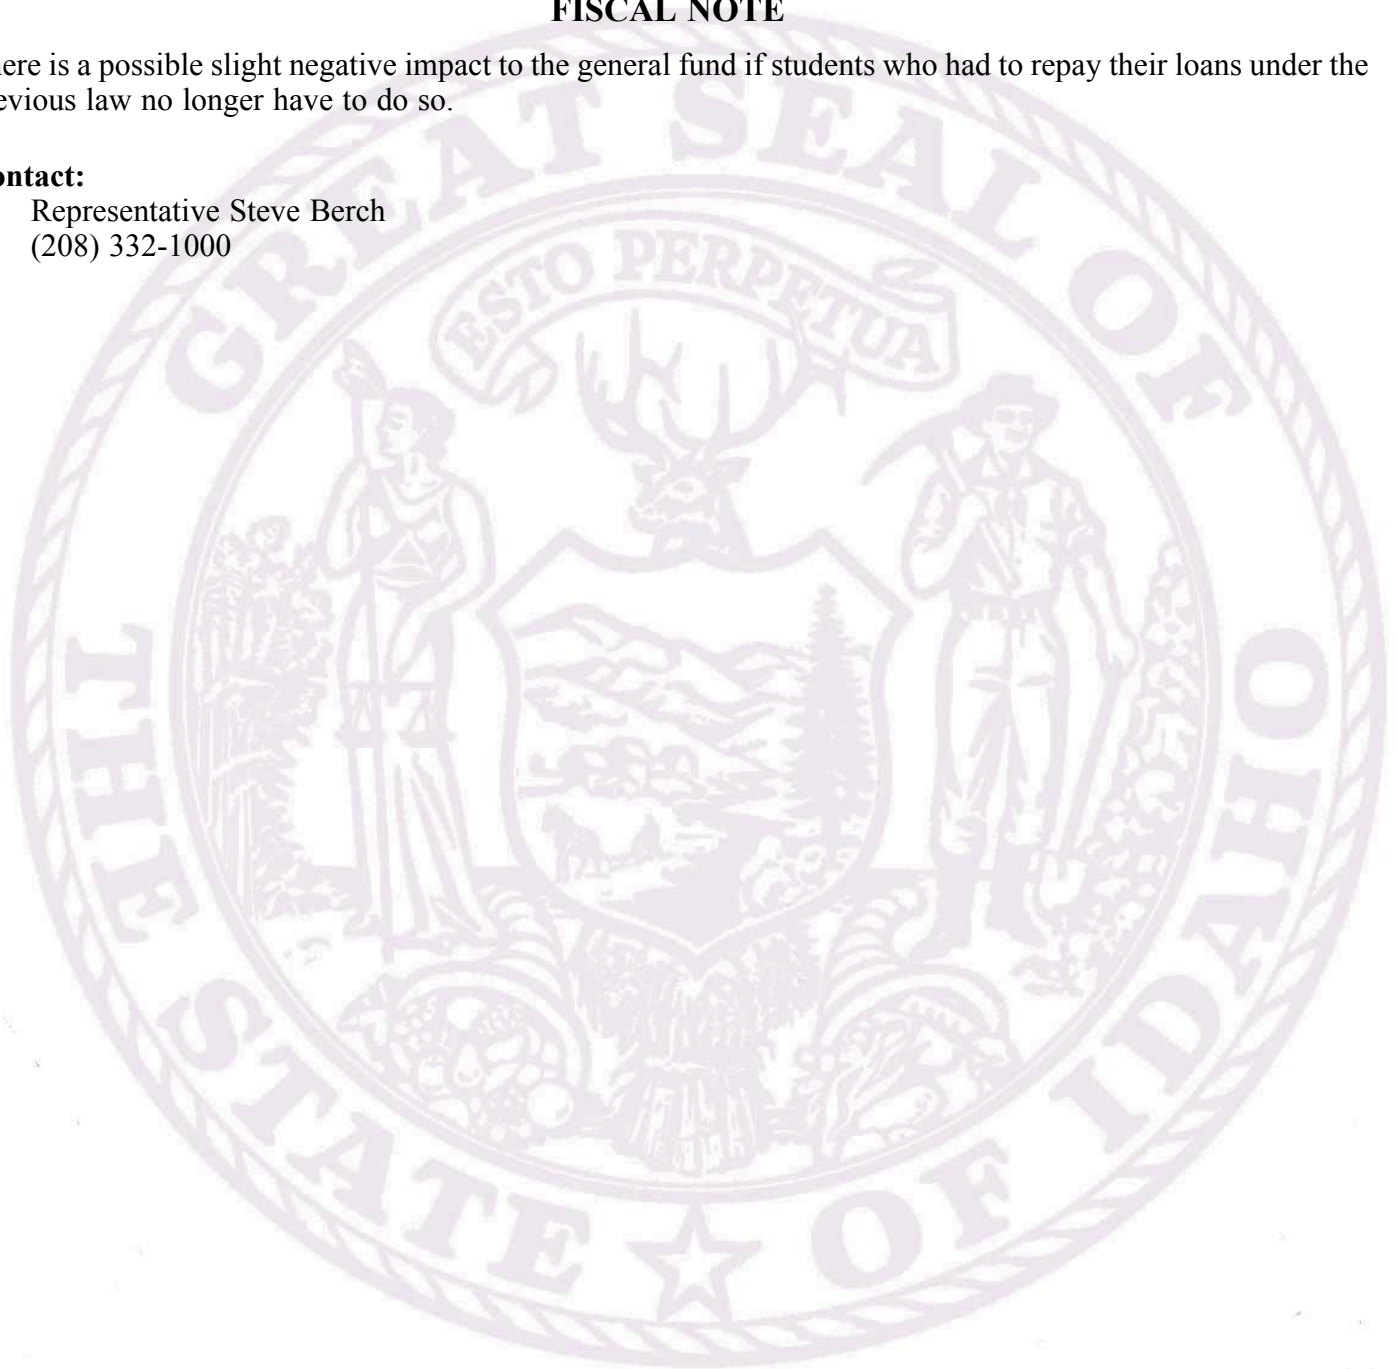 FISCAL NOTE
here is a possible slight negative impact to the general fund if students who had to repay their loans under the
evious law no longer have to do so.
ontact:
Representative Steve Berch
(208) 332-1000
GREAT SEAL OF
THE STATE OF IDAHO
ESTO PERPETUA